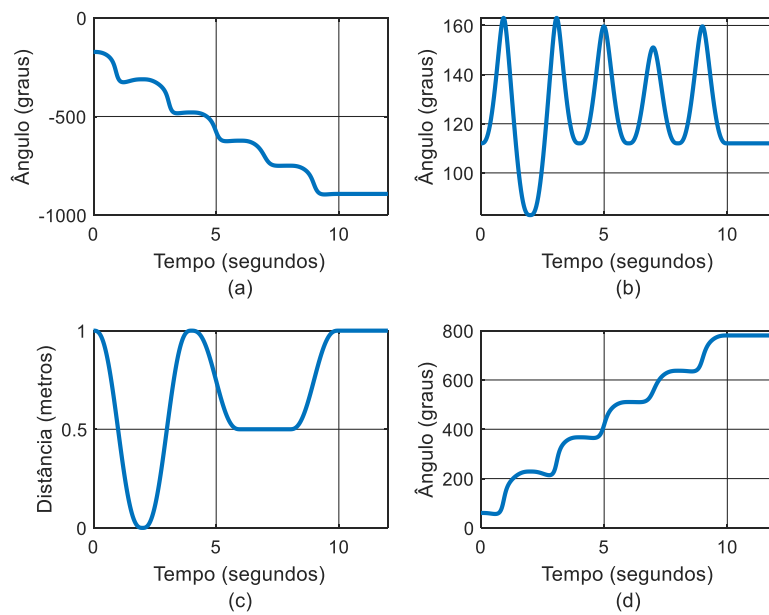 0
-500
-1000
Ângulo (graus)
0 5 10
Tempo (segundos)
(a)
160
140
120
100
Ângulo (graus)
0 5 10
Tempo (segundos)
(b)
1
0.5
0
Distância (metros)
0 5 10
Tempo (segundos)
(c)
800
600
400
200
0
Ângulo (graus)
0 5 10
Tempo (segundos)
(d)